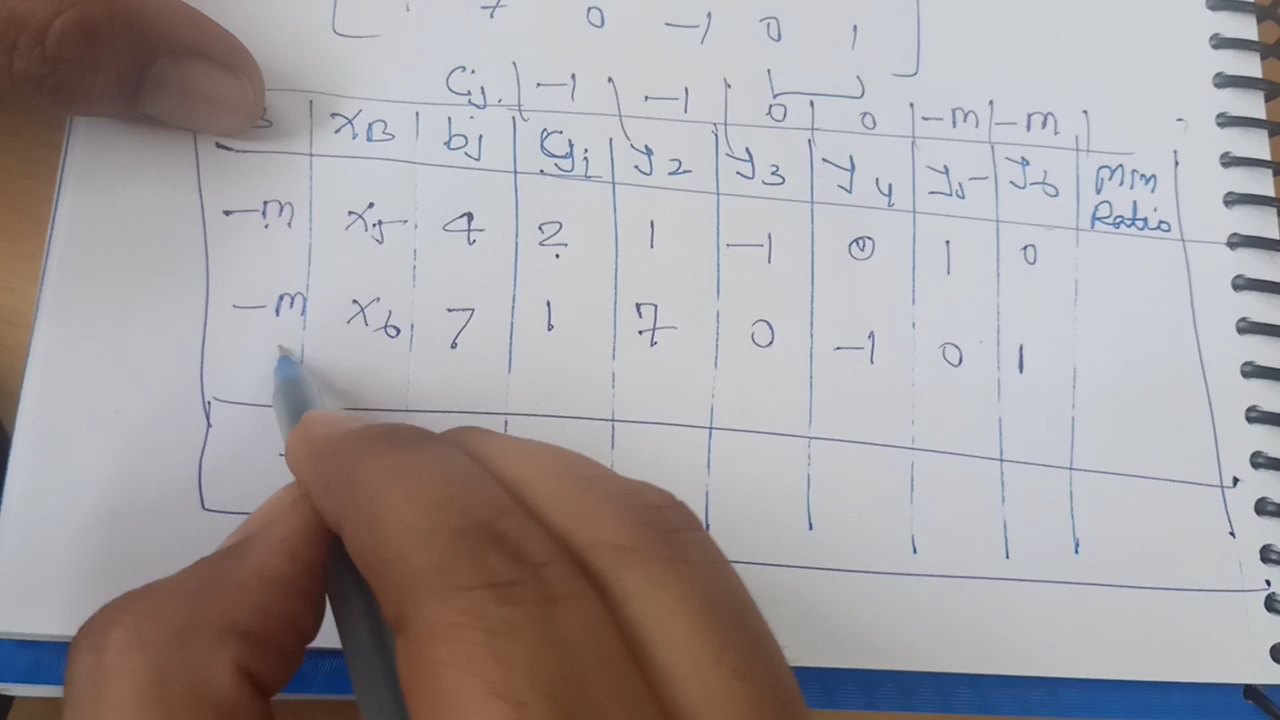 7 0 -1 0 1
Cj. -1 -1 0 0 -M -M
B XB bj y1 y2 y3 y4 y5 y6 Min Ratio
-M X5 4 2 1 -1 0 1 0
-M X6 7 1 7 0 -1 0 1